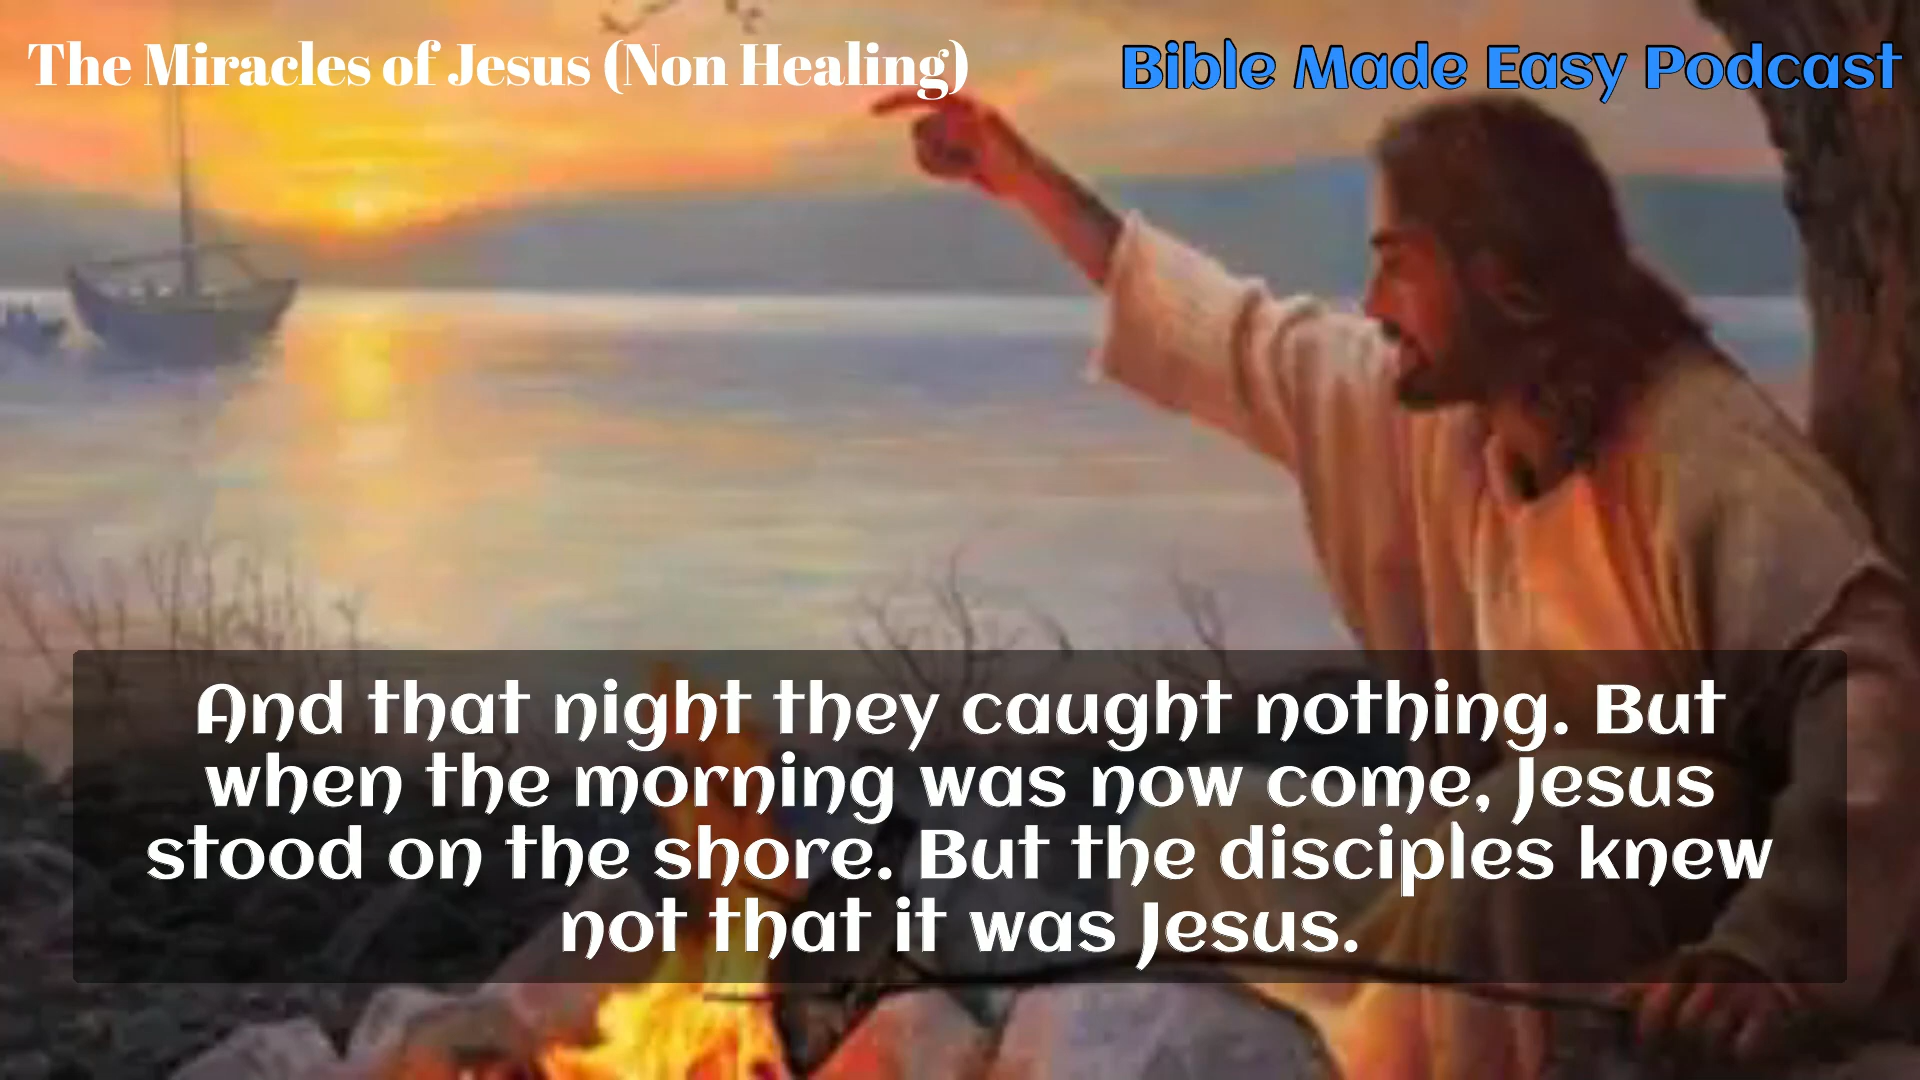 The Miracles of Jesus (Non Healing)
Bible Made Easy Podcast
And that night they caught nothing. But
when the morning was now come, Jesus
stood on the shore. But the disciples knew
not that it was Jesus.